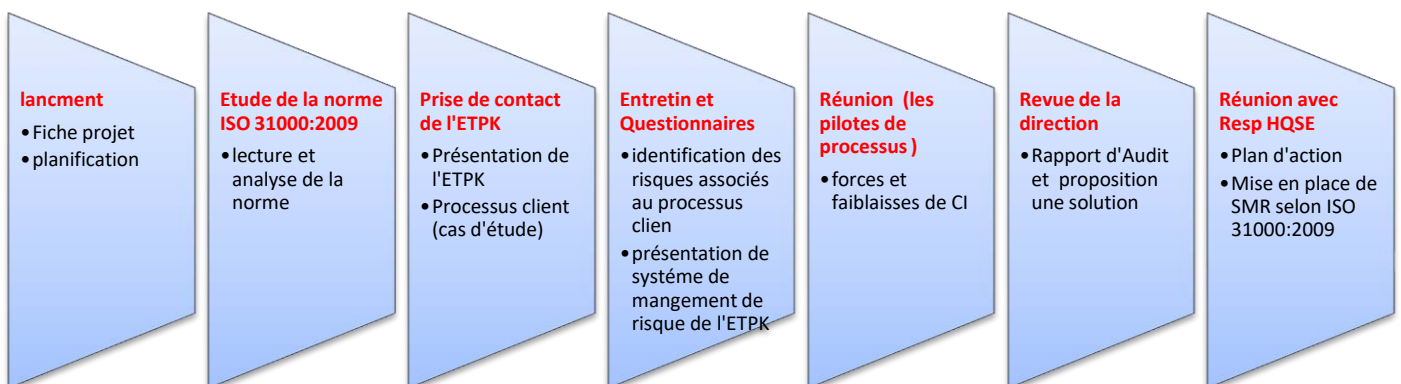 lancment
•Fiche projet
•planification
Etude de la norme
ISO 31000:2009
•lecture et
analyse de la
norme
Prise de contact
de l'ETPK
•Présentation de
l'ETPK
•Processus client
(cas d'étude)
Entretin et
Questionnaires
•identification des
risques associés
au processus
clien
•présentation de
systéme de
mangement de
risque de l'ETPK
Réunion (les
pilotes de
processus )
•forces et
faiblaisses de CI
Revue de la
direction
•Rapport d'Audit
et proposition
une solution
Réunion avec
Resp HQSE
•Plan d'action
•Mise en place de
SMR selon ISO
31000:2009